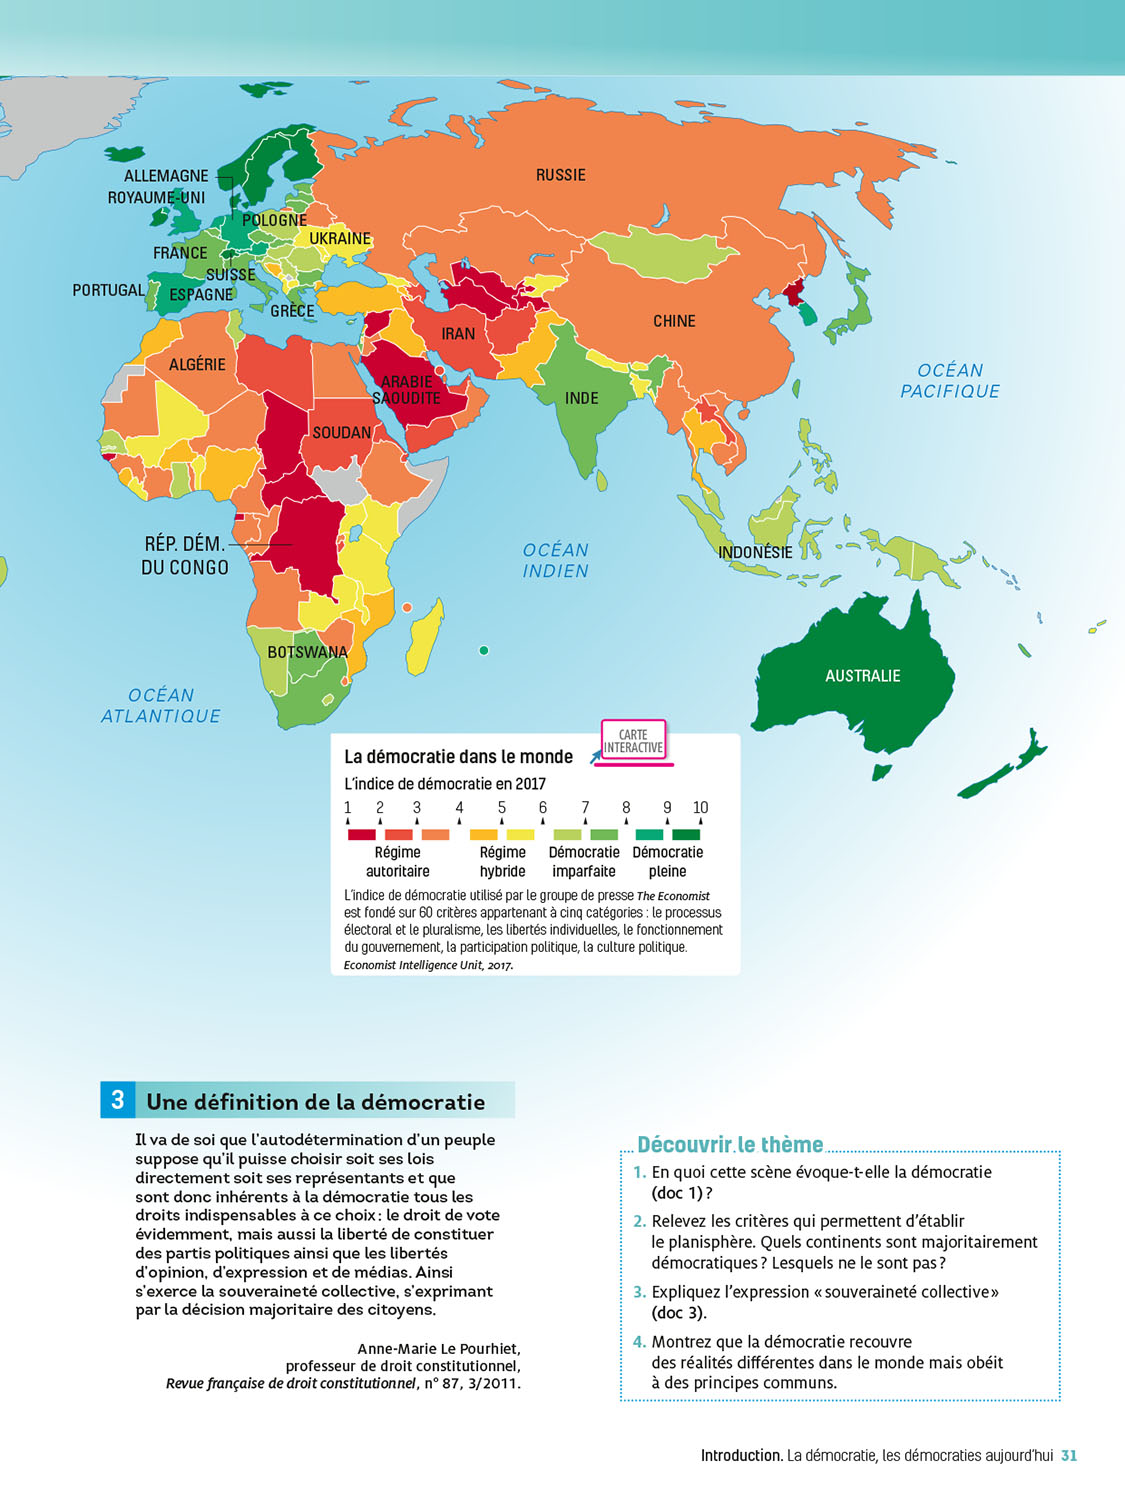 ALLEMAGNE
ROYAUME-UNI
POLOGNE
UKRAINE
FRANCE
SUISSE
PORTUGAL
ESPAGNE
GRÈCE
RUSSIE
CHINE
IRAN
ALGÉRIE
ARABIE
SAOUDITE
INDE
SOUDAN
OCÉAN
PACIFIQUE
RÉP. DÉM.
DU CONGO
OCÉAN
INDIEN
INDONÉSIE
BOTSWANA
AUSTRALIE
OCÉAN
ATLANTIQUE
CARTE
INTERACTIVE
La démocratie dans le monde
L'indice de démocratie en 2017
1 2 3 4 5 6 7 8 9 10
Régime
autoritaire
Régime
hybride
Démocratie
imparfaite
Démocratie
pleine
L'indice de démocratie utilisé par le groupe de presse The Economist
est fondé sur 60 critères appartenant à cinq catégories : le processus
électoral et le pluralisme, les libertés individuelles, le fonctionnement
du gouvernement, la participation politique, la culture politique.
Economist Intelligence Unit, 2017.
3 Une définition de la démocratie
Il va de soi que l'autodétermination d'un peuple
suppose qu'il puisse choisir soit ses lois
directement soit ses représentants et que
sont donc inhérents à la démocratie tous les
droits indispensables à ce choix : le droit de vote
évidemment, mais aussi la liberté de constituer
des partis politiques ainsi que les libertés
d'opinion, d'expression et de médias. Ainsi
s'exerce la souveraineté collective, s'exprimant
par la décision majoritaire des citoyens.
Anne-Marie Le Pourhiet,
professeur de droit constitutionnel,
Revue française de droit constitutionnel, n° 87, 3/2011.
Découvrir le thème
1. En quoi cette scène évoque-t-elle la démocratie
(doc 1) ?
2. Relevez les critères qui permettent d'établir
le planisphère. Quels continents sont majoritairement
démocratiques ? Lesquels ne le sont pas ?
3. Expliquez l'expression « souveraineté collective »
(doc 3).
4. Montrez que la démocratie recouvre
des réalités différentes dans le monde mais obéit
à des principes communs.
Introduction. La démocratie, les démocraties aujourd'hui 31